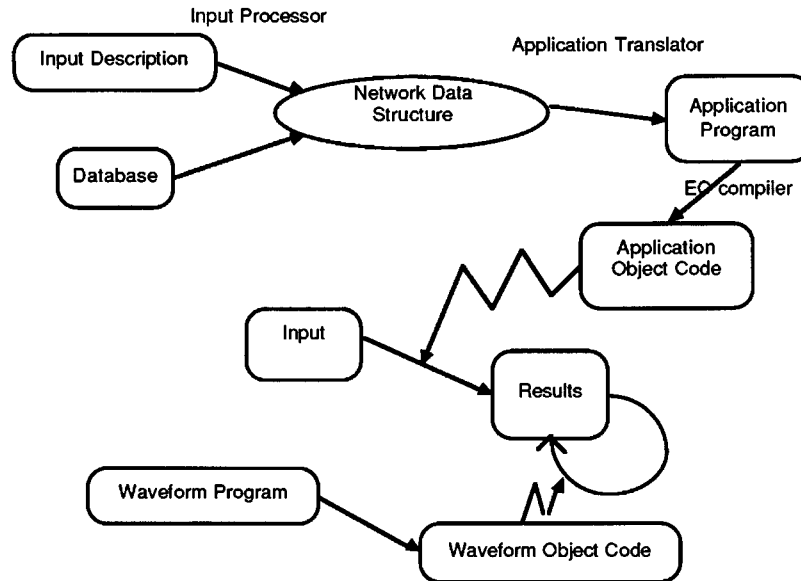 Input Processor
Application Translator
Input Description
Network Data
Structure
Application
Program
Database
EC compiler
Application
Object Code
Input
Results
Waveform Program
Waveform Object Code